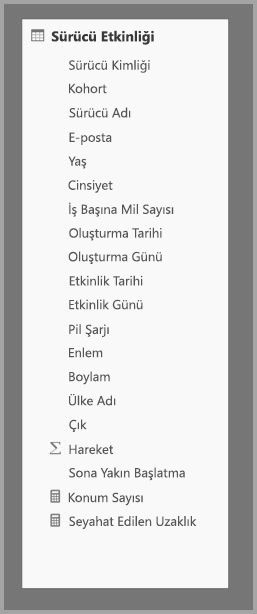 Sürücü Etkinliği
Sürücü Kimliği
Kohort
Sürücü Adı
E-posta
Yaş
Cinsiyet
İş Başına Mil Sayısı
Oluşturma Tarihi
Oluşturma Günü
Etkinlik Tarihi
Etkinlik Günü
Pil Şarjı
Enlem
Boylam
Ülke Adı
Çık
Hareket
Sona Yakın Başlatma
Konum Sayısı
Seyahat Edilen Uzaklık